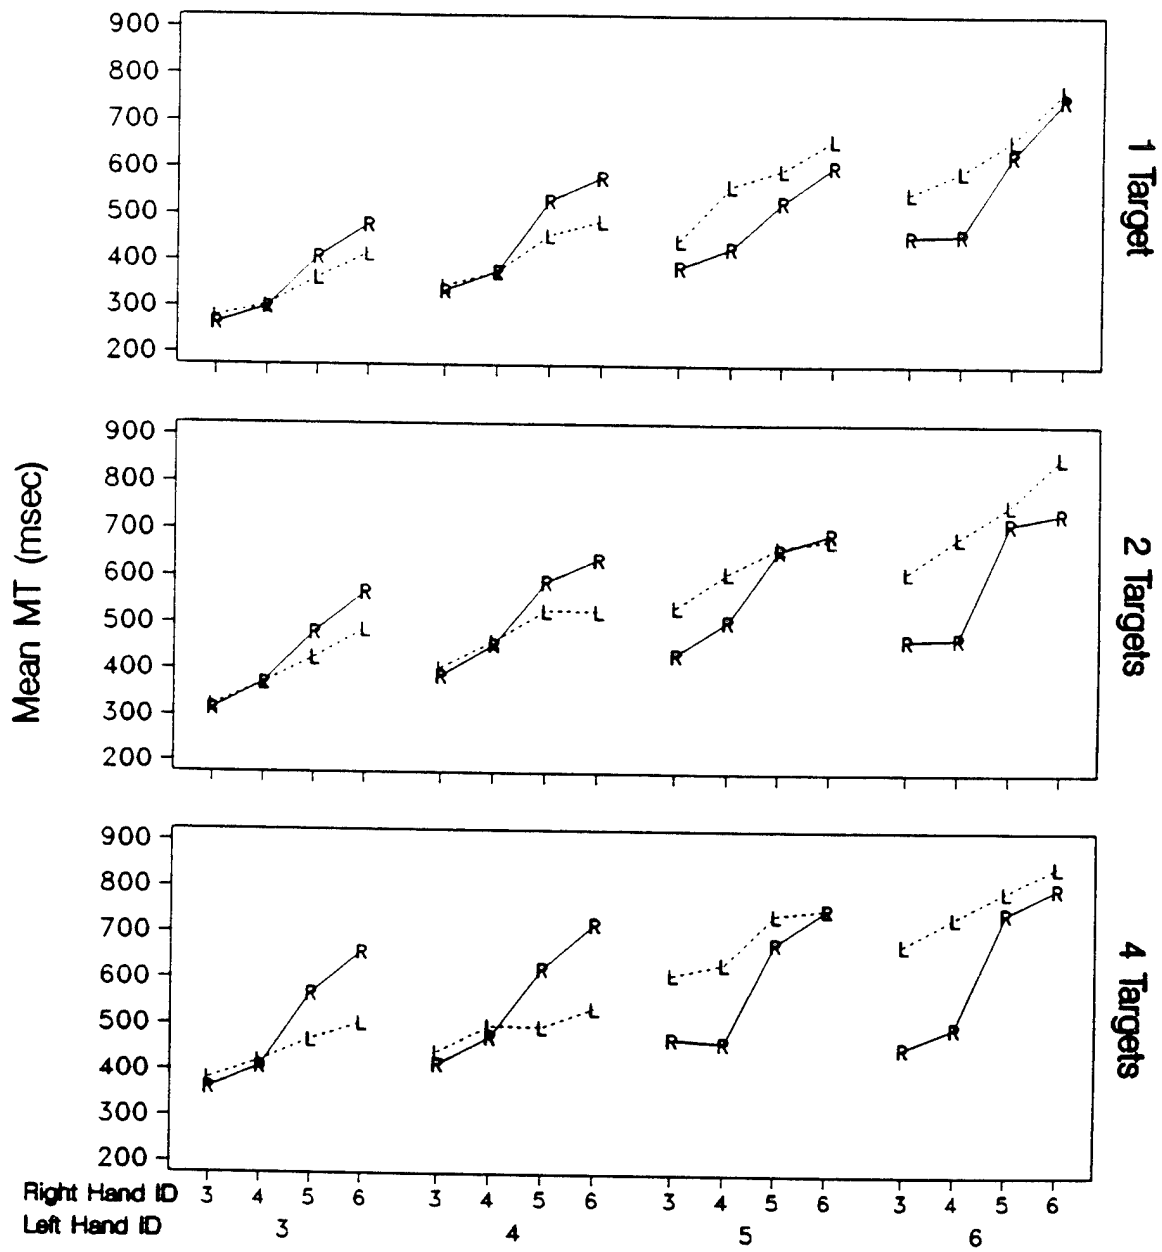 900
800
700
600
500
400
300
200
1 Target
R R R R
L L L L
R R R R
L L L L
R R R R
L L L L
R R R R
L L L L
Mean MT (msec)
900
800
700
600
500
400
300
200
2 Targets
R R R R
L L L L
R R R R
L L L L
R R R R
L L L L
R R R R
L L L L
900
800
700
600
500
400
300
200
4 Targets
R R R R
L L L L
R R R R
L L L L
R R R R
L L L L
R R R R
L L L L
Right Hand ID 3 4 5 6 3 4 5 6 3 4 5 6 3 4 5 6
Left Hand ID 3 4 5 6